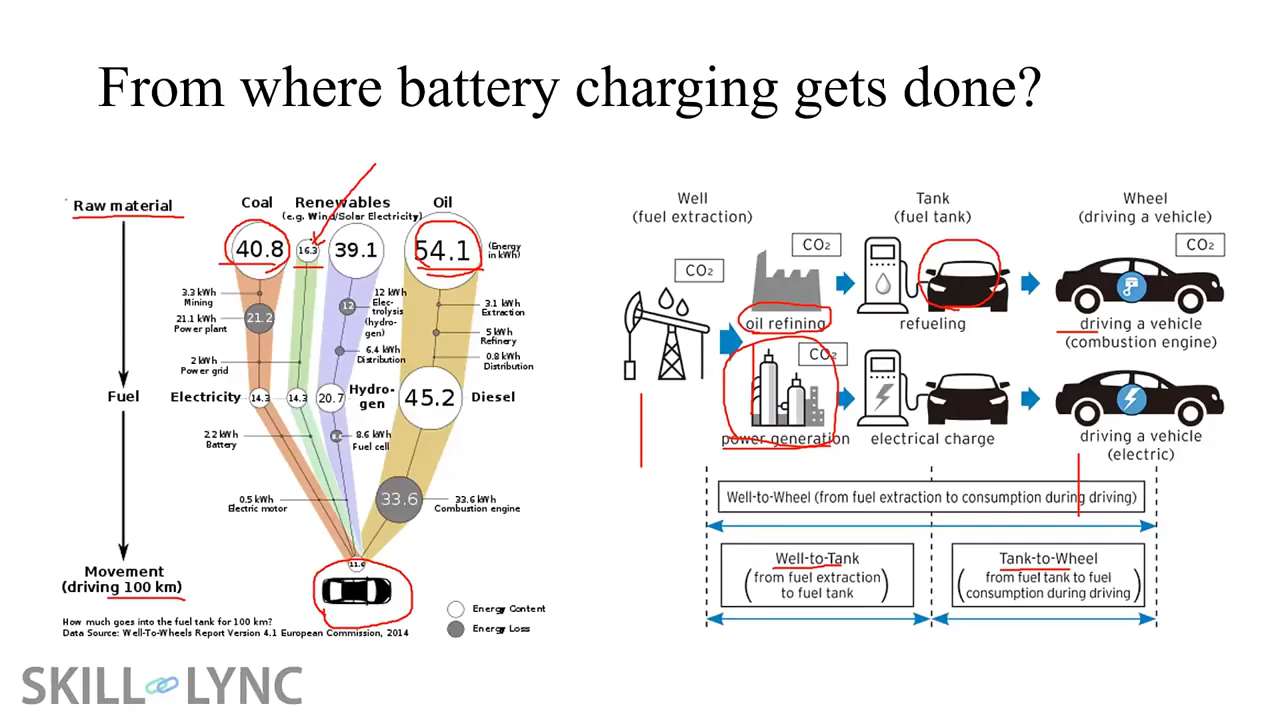 From where battery charging gets done?
Raw material
Fuel
Movement
(driving 100 km)
Coal
Renewables
(e.g. Wind/Solar Electricity)
Oil
40.8
16.3
39.1
54.1
(Energy
in kWh)
3.3 kWh
Mining
21.1 kWh
Power plant
21.2
2 kWh
Power grid
12
12 kWh
Elec-
trolysis
(hydro-
gen)
6.4 kWh
Distribution
3.1 kWh
Extraction
5 kWh
Refinery
0.8 kWh
Distribution
Electricity
14.3
14.3
20.7
Hydro-
gen
45.2
Diesel
2.2 kWh
Battery
8.6 kWh
Fuel cell
0.5 kWh
Electric motor
33.6
33.6 kWh
Combustion engine
11.6
How much goes into the fuel tank for 100 km?
Data Source: Well-To-Wheels Report Version 4.1 European Commission, 2014
Energy Content
Energy Loss
Well
(fuel extraction)
Tank
(fuel tank)
Wheel
(driving a vehicle)
CO2
CO2
CO2
CO2
oil refining
refueling
driving a vehicle
(combustion engine)
power generation
electrical charge
driving a vehicle
(electric)
Well-to-Wheel (from fuel extraction to consumption during driving)
Well-to-Tank
(from fuel extraction
to fuel tank)
Tank-to-Wheel
(from fuel tank to fuel
consumption during driving)
SKILL LYNC